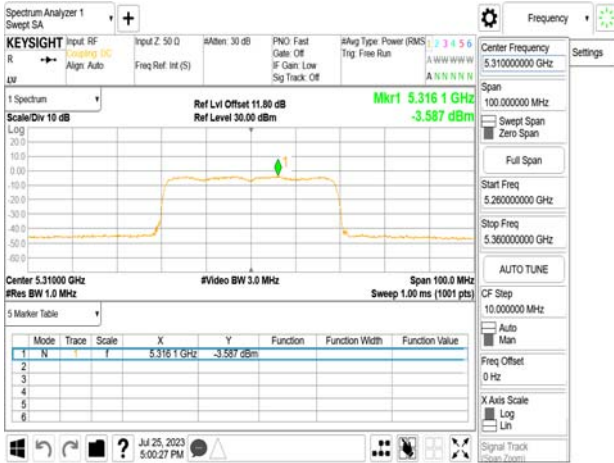 Spectrum Analyzer 1
Swept SA
+
Frequency
KEYSIGHT Input: RF Input Z: 50 Ω #Atten: 30 dB PNO: Fast #Avg Type: Power (RMS 1 2 3 4 5 6
R Coupling: DC Gate: Off Trig: Free Run A W W W W W
Align: Auto Freq Ref: Int (S) IF Gain: Low
LV Sig Track: Off A N N N N N
1 Spectrum
Scale/Div 10 dB
Ref Lvl Offset 11.80 dB
Ref Level 30.00 dBm
Mkr1 5.316 1 GHz
-3.587 dBm
Log
20.0
10.0
0.00
-10.0
-20.0
-30.0
-40.0
-50.0
-60.0
1
Center 5.31000 GHz #Video BW 3.0 MHz Span 100.0 MHz
#Res BW 1.0 MHz Sweep 1.00 ms (1001 pts)
5 Marker Table
Mode Trace Scale X Y Function Function Width Function Value
1 N 1 f 5.316 1 GHz -3.587 dBm
2
3
4
5
6
Center Frequency
5.310000000 GHz
Settings
Span
100.000000 MHz
Swept Span
Zero Span
Full Span
Start Freq
5.260000000 GHz
Stop Freq
5.360000000 GHz
AUTO TUNE
CF Step
10.000000 MHz
Auto
Man
Freq Offset
0 Hz
X Axis Scale
Log
Lin
Signal Track
(Span Zoom)
?
Jul 25, 2023
5:00:27 PM